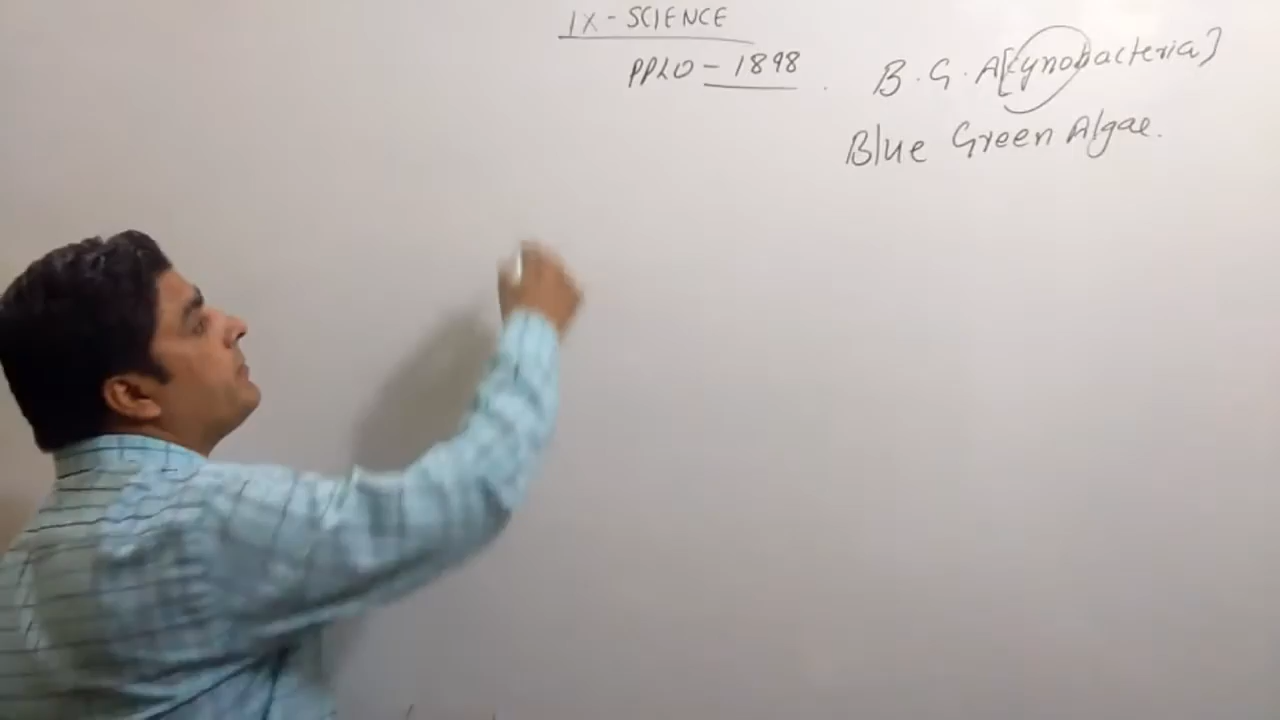 IX - SCIENCE
PPLO - 1898
B.G.A [Cynobacteria]
Blue Green Algae.